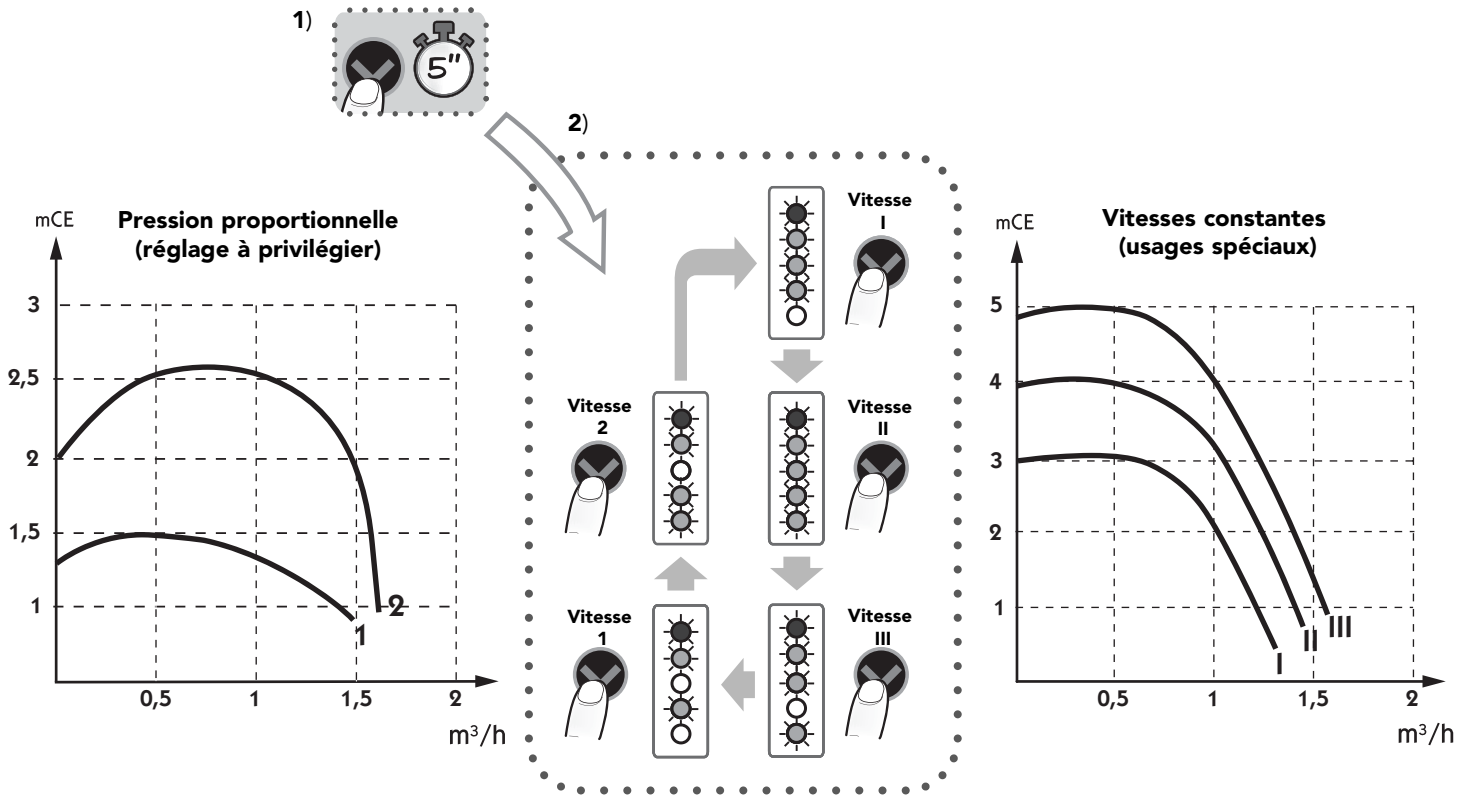 1)
5"
2)
mCE
Pression proportionnelle
(réglage à privilégier)
3
2,5
2
1,5
1
2
1
0,5
1
1,5
2
m³/h
Vitesse
I
Vitesse
2
Vitesse
II
Vitesse
1
Vitesse
III
mCE
Vitesses constantes
(usages spéciaux)
5
4
3
2
1
I
II
III
0,5
1
1,5
2
m³/h